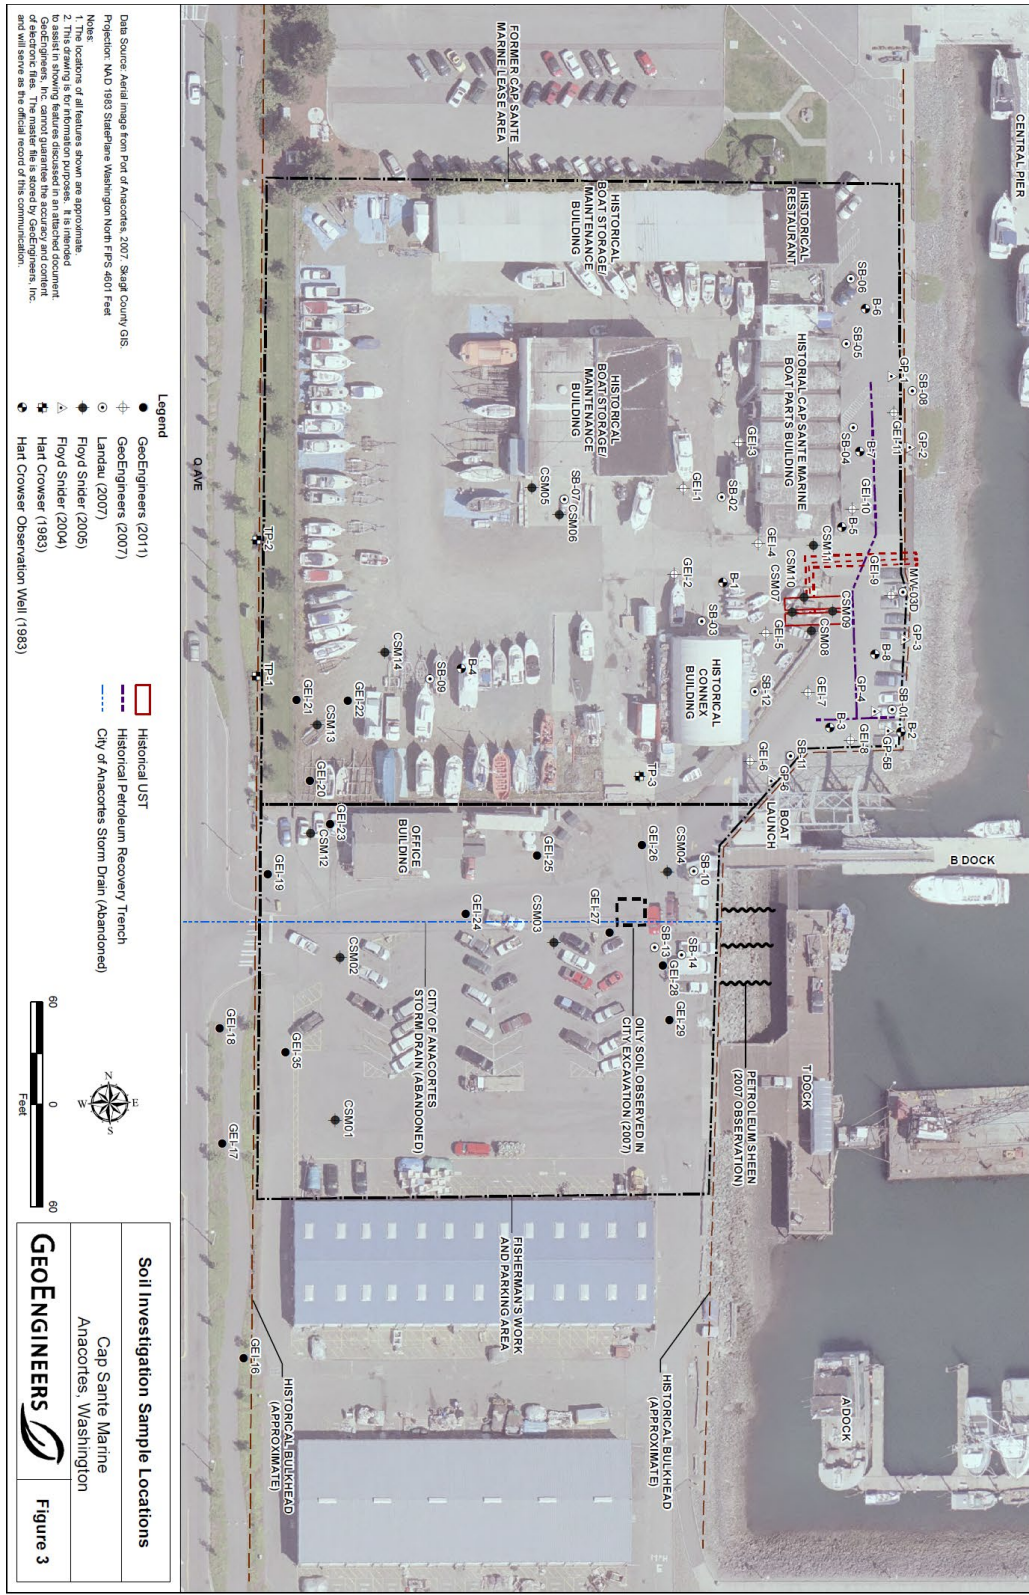 CENTRAL PIER
FORMER CAP SANTE
MARINE LEASE AREA
HISTORICAL
RESTAURANT
HISTORICAL
BOAT STORAGE/
MAINTENANCE
BUILDING
SB-06
B-6
SB-05
HISTORIAL CAP SANTE MARINE
BOAT PARTS BUILDING
GP-1
SB-08
GEI-11
GP-2
SB-04
B-7
GEI-10
B-5
GEI-3
HISTORICAL
BOAT STORAGE/
MAINTENANCE
BUILDING
GEI-1
SB-02
SB-07/CSM06
CSM05
GEI-4
CSM11
CSM10
CSM07
CSM09
CSM08
GEI-9
MW-03D
GP-3
B-8
GEI-2
B-1
SB-03
GEI-5
GEI-7
GP-4
SB-01
B-2
B-3
GEI-8
GP-5B
SB-12
SB-11
GEI-6
GP-6
HISTORICAL
CONNEX
BUILDING
TP-3
BOAT
LAUNCH
B DOCK
CSM14
SB-09
B-4
GEI-22
GEI-21
CSM13
GEI-20
TP-2
TP-1
Q AVE
GEI-23
CSM12
GEI-19
OFFICE
BUILDING
GEI-25
GEI-26
CSM04
SB-10
GEI-24
CSM03
GEI-27
SB-13
SB-14
GEI-28
GEI-29
CSM02
GEI-18
GEI-35
CSM01
GEI-17
GEI-16
CITY OF ANACORTES
STORM DRAIN (ABANDONED)
OILY SOIL OBSERVED IN
CITY EXCAVATION (2007)
PETROLEUM SHEEN
(2007 OBSERVATION)
T DOCK
A DOCK
FISHERMAN'S WORK
AND PARKING AREA
HISTORICAL BULKHEAD
(APPROXIMATE)
HISTORICAL BULKHEAD
(APPROXIMATE)
Data Source: Aerial image from Port of Anacortes, 2007. Skagit County GIS.
Projection: NAD 1983 StatePlane Washington North FIPS 4601 Feet
Notes:
1. The locations of all features shown are approximate.
2. This drawing is for information purposes. It is intended
to assist in showing features discussed in an attached document.
GeoEngineers, Inc. cannot guarantee the accuracy and content
of electronic files. The master file is stored by GeoEngineers, Inc.
and will serve as the official record of this communication.
Legend
GeoEngineers (2011)
GeoEngineers (2007)
Landau (2007)
Floyd Snider (2005)
Floyd Snider (2004)
Hart Crowser (1983)
Hart Crowser Observation Well (1983)
Historical UST
Historical Petroleum Recovery Trench
City of Anacortes Storm Drain (Abandoned)
N
W E
S
60 0 60
Feet
Soil Investigation Sample Locations
Cap Sante Marine
Anacortes, Washington
GEOENGINEERS
Figure 3